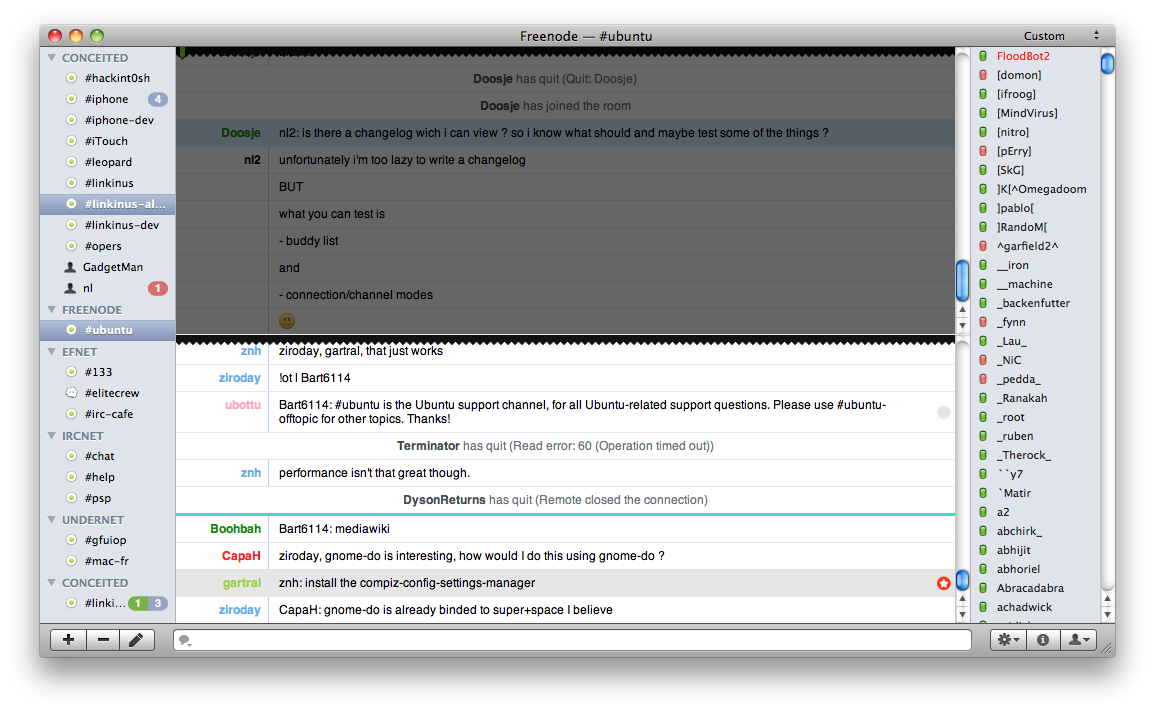 Freenode — #ubuntu
Custom
CONCEITED
#hackint0sh
#iphone 4
#iphone-dev
#iTouch
#leopard
#linkinus
#linkinus-al...
#linkinus-dev
#opers
GadgetMan
nl 1
FREENODE
#ubuntu
EFNET
#133
#elitecrew
#irc-cafe
IRCNET
#chat
#help
#psp
UNDERNET
#gfuiop
#mac-fr
CONCEITED
#linki... 1 3
Doosje has quit (Quit: Doosje)
Doosje has joined the room
Doosje nl2: is there a changelog wich i can view ? so i know what should and maybe test some of the things ?
nl2 unfortunately i'm too lazy to write a changelog
BUT
what you can test is
- buddy list
and
- connection/channel modes
znh ziroday, gartral, that just works
ziroday !ot | Bart6114
ubottu Bart6114: #ubuntu is the Ubuntu support channel, for all Ubuntu-related support questions. Please use #ubuntu-
offtopic for other topics. Thanks!
Terminator has quit (Read error: 60 (Operation timed out))
znh performance isn't that great though.
DysonReturns has quit (Remote closed the connection)
Boohbah Bart6114: mediawiki
CapaH ziroday, gnome-do is interesting, how would I do this using gnome-do ?
gartral znh: install the compiz-config-settings-manager
ziroday CapaH: gnome-do is already binded to super+space I believe
FloodBot2
[domon]
[ifroog]
[MindVirus]
[nitro]
[pErry]
[SkG]
]K[^Omegadoom
]pablo[
]RandoM[
^garfield2^
__iron
__machine
_backenfutter
_fynn
_Lau_
_NiC
_pedda_
_Ranakah
_root
_ruben
_Therock_
``y7
`Matir
a2
abchirk_
abhijit
abhoriel
Abracadabra
achadwick